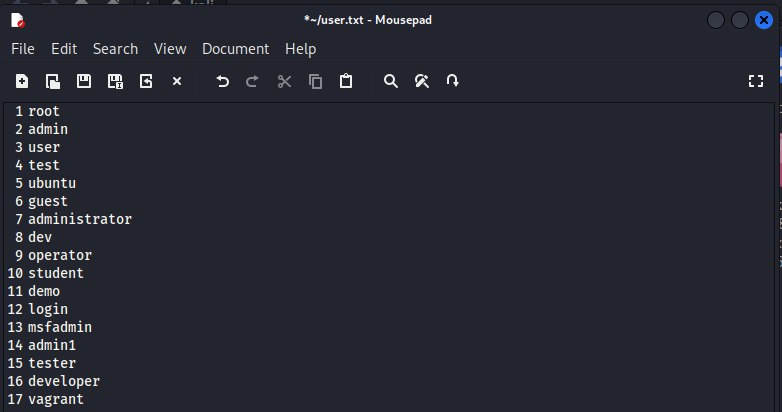 *~/user.txt - Mousepad
File Edit Search View Document Help
1 root
2 admin
3 user
4 test
5 ubuntu
6 guest
7 administrator
8 dev
9 operator
10 student
11 demo
12 login
13 msfadmin
14 admin1
15 tester
16 developer
17 vagrant